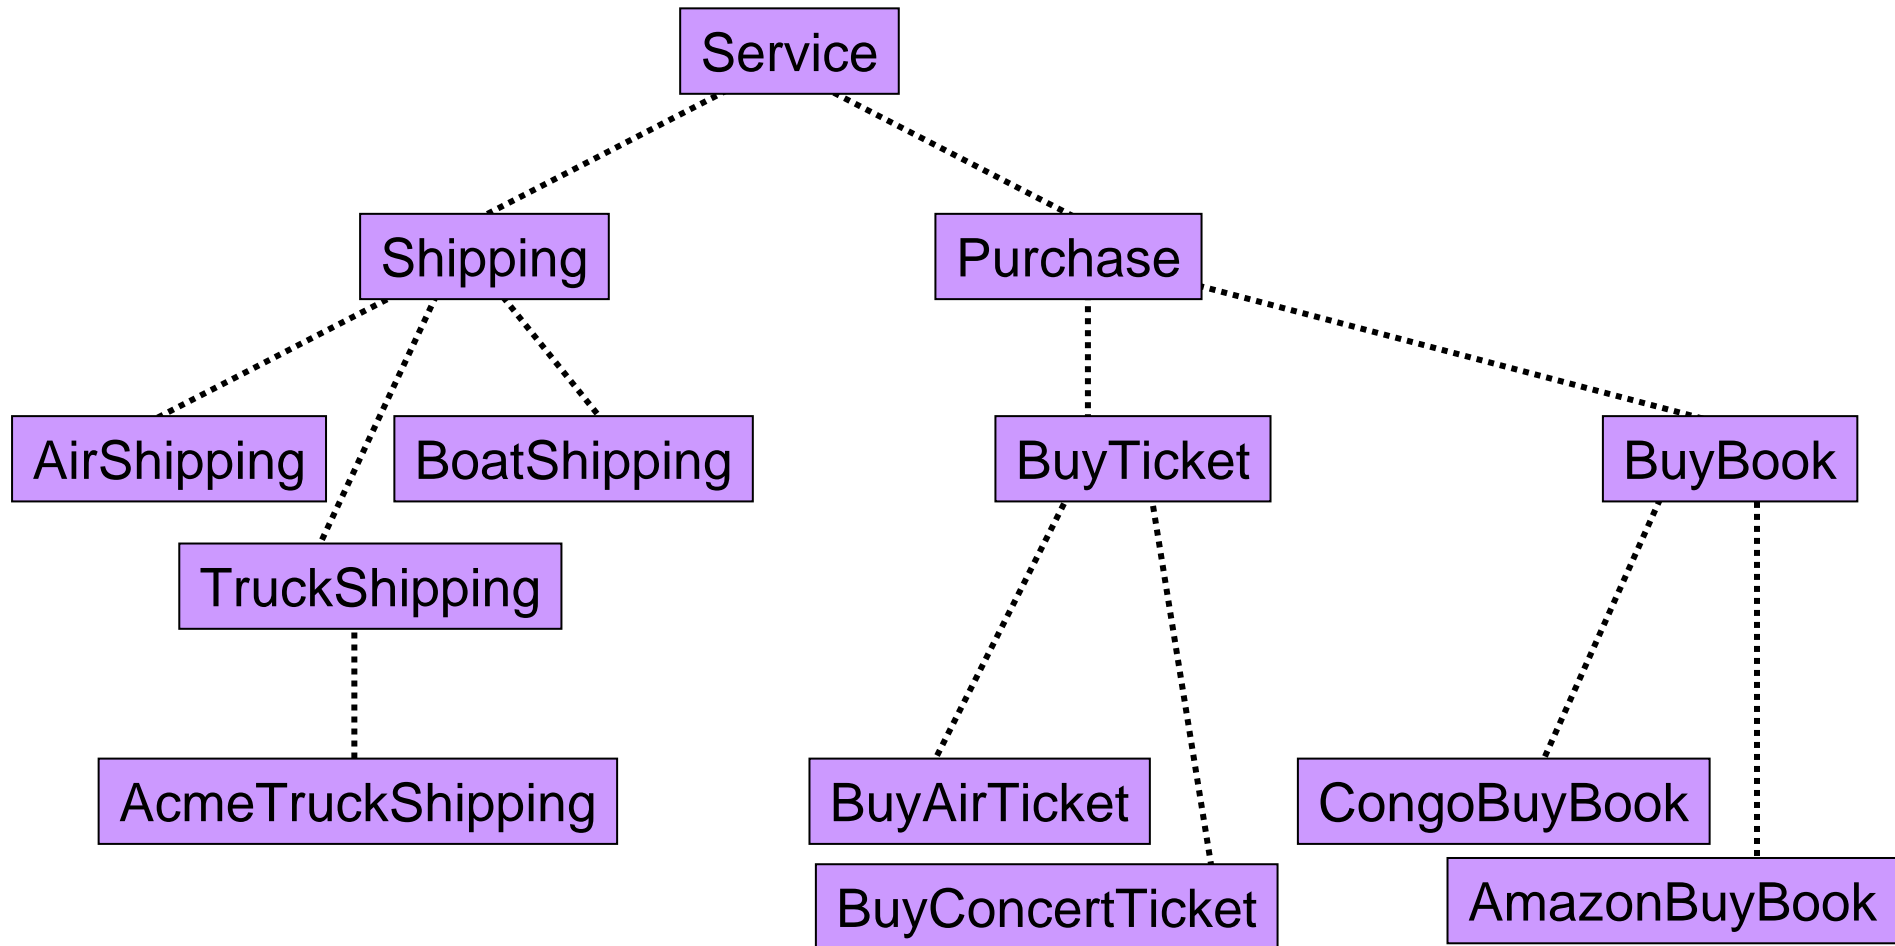 Service
Shipping
Purchase
AirShipping
BoatShipping
BuyTicket
BuyBook
TruckShipping
AcmeTruckShipping
BuyAirTicket
CongoBuyBook
BuyConcertTicket
AmazonBuyBook